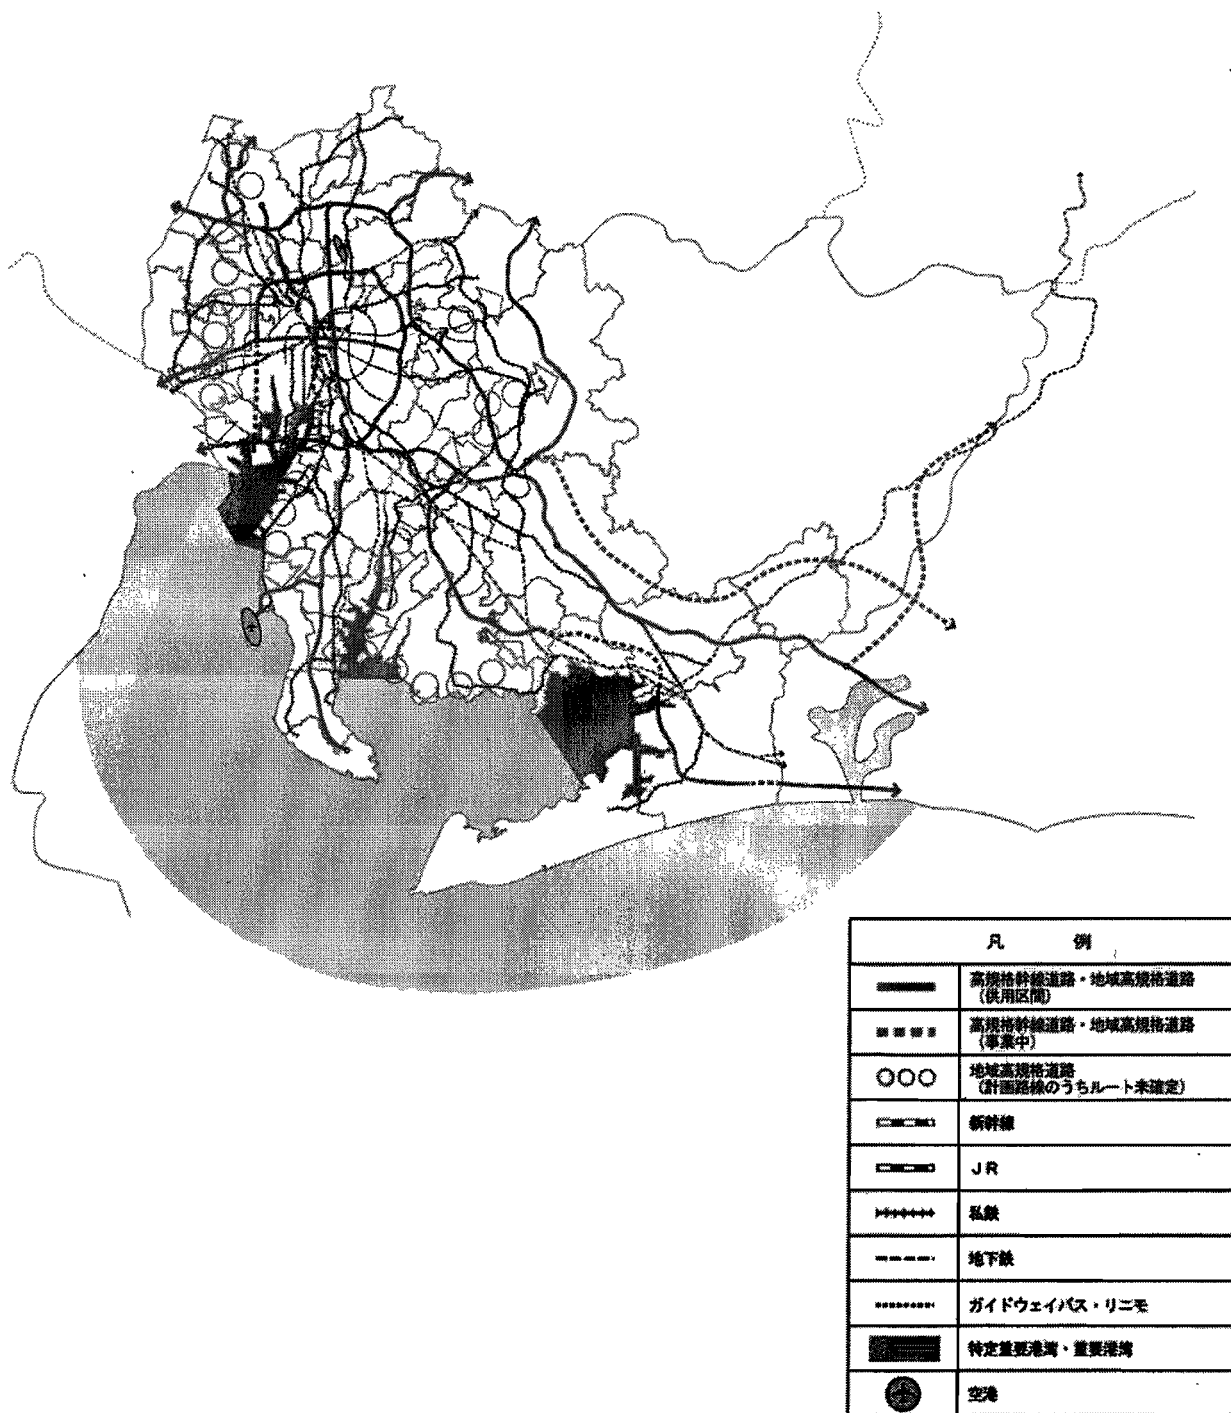 凡 例
高規格幹線道路・地域高規格道路
(供用区間)
高規格幹線道路・地域高規格道路
(事業中)
地域高規格道路
(計画路線のうちルート未確定)
新幹線
JR
私鉄
地下鉄
ガイドウェイバス・リニモ
特定重要港湾・重要港湾
空港